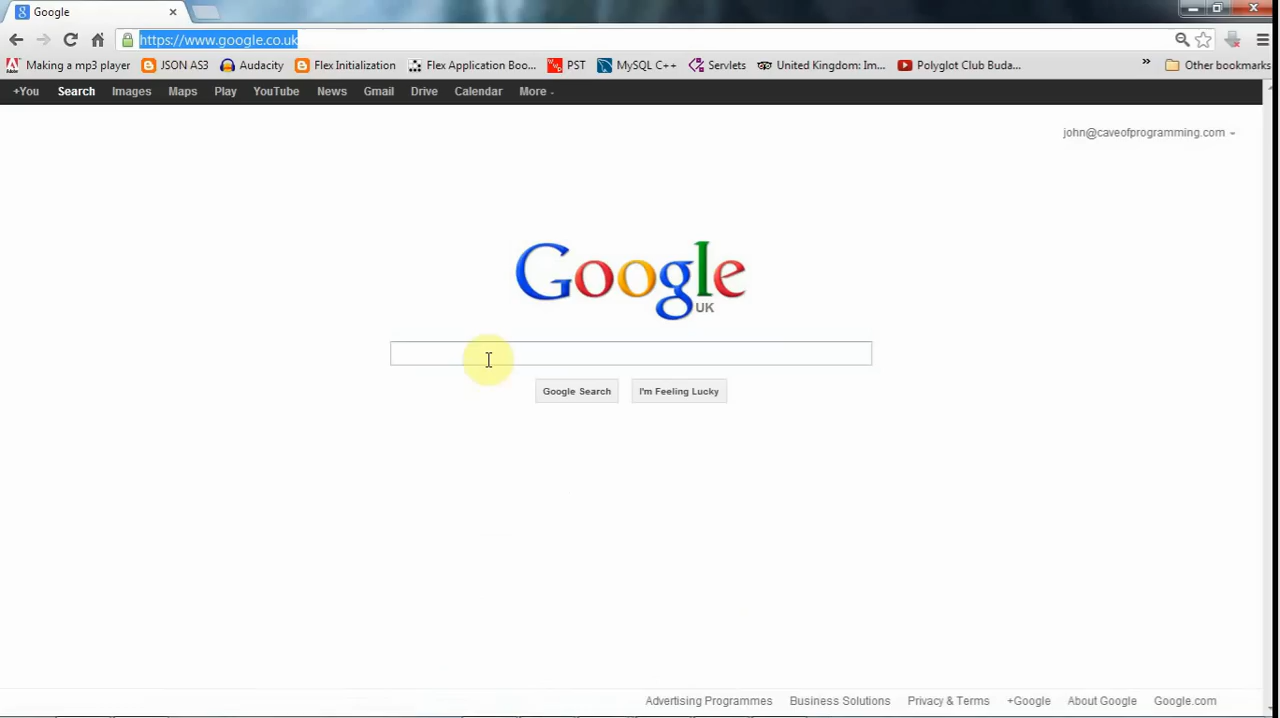 Google
https://www.google.co.uk
Making a mp3 player JSON AS3 Audacity Flex Initialization Flex Application Boo... PST MySQL C++ Servlets United Kingdom: Im... Polyglot Club Buda... » Other bookmarks
+You Search Images Maps Play YouTube News Gmail Drive Calendar More
john@caveofprogramming.com
Google
UK
Google Search I'm Feeling Lucky
Advertising Programmes Business Solutions Privacy & Terms +Google About Google Google.com